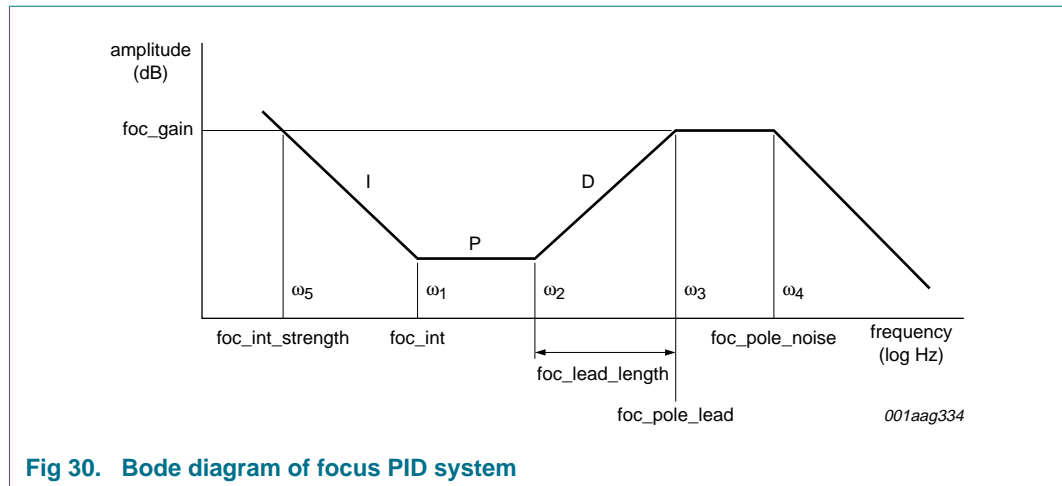 amplitude
(dB)
foc_gain
I
D
P
ω5
ω1
ω2
ω3
ω4
foc_int_strength
foc_int
foc_pole_noise
frequency
(log Hz)
foc_lead_length
foc_pole_lead
001aag334
Fig 30. Bode diagram of focus PID system